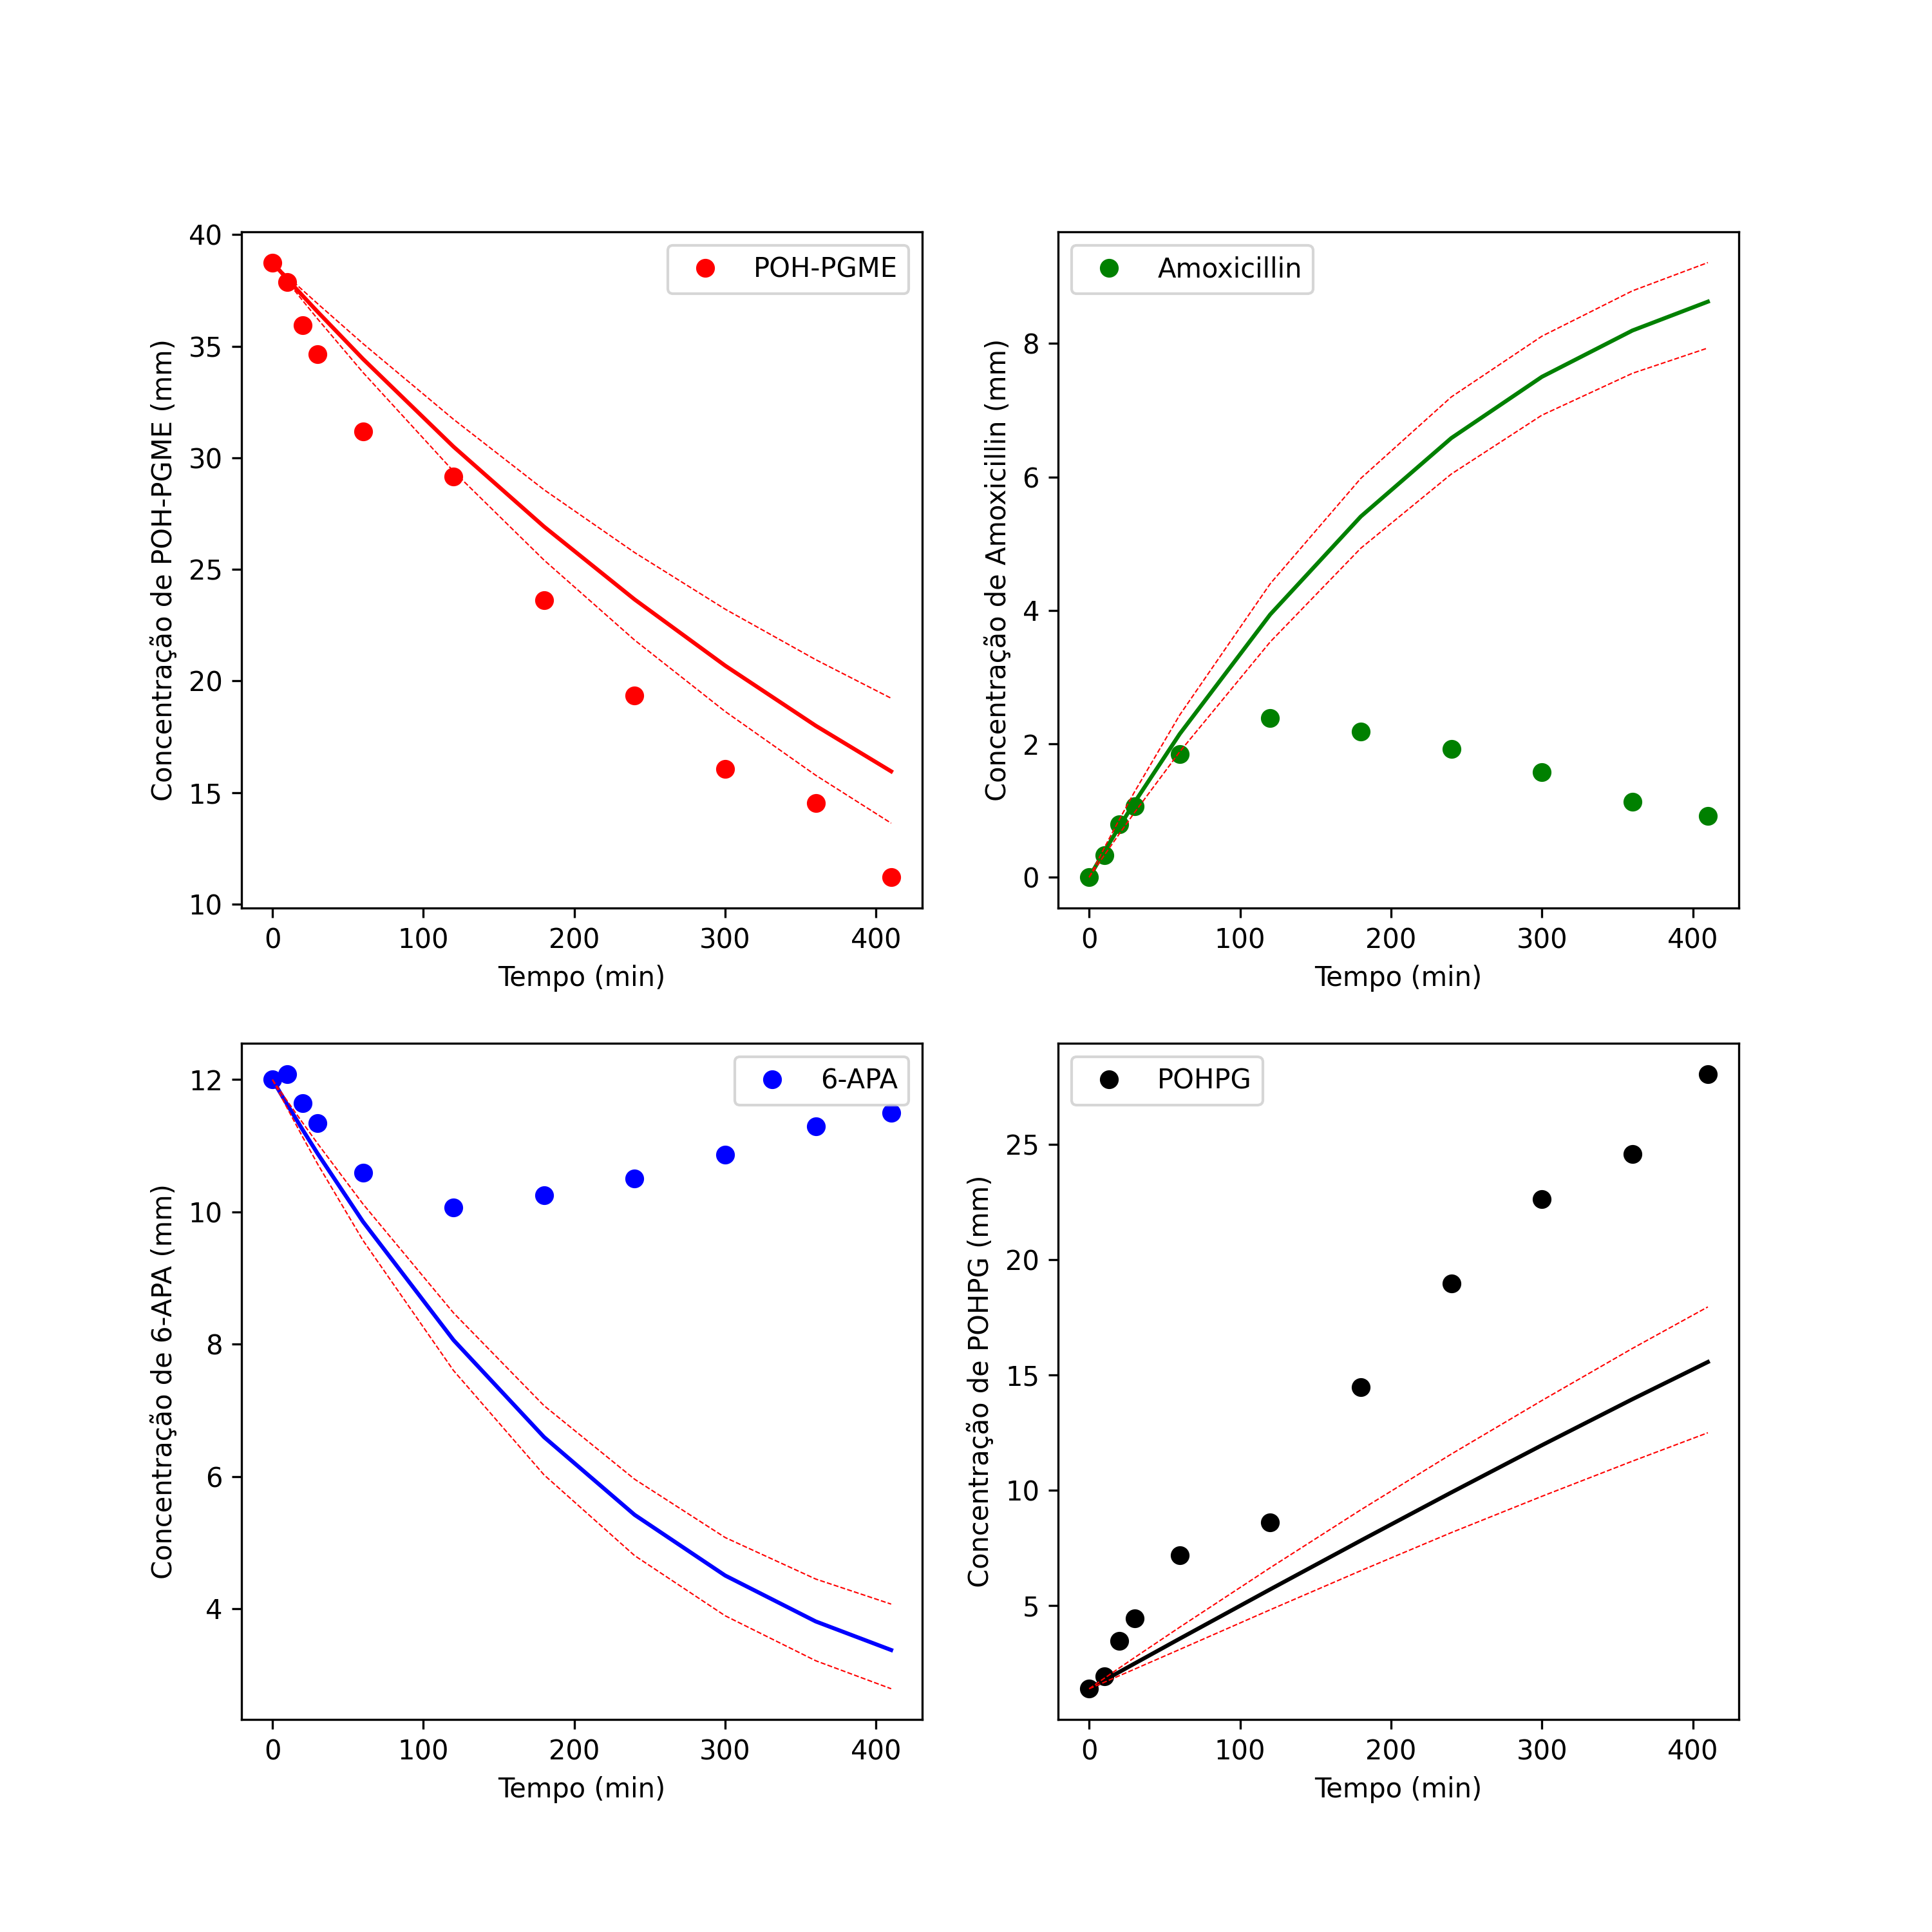 40
35
30
25
20
15
10
Concentração de POH-PGME (mm)
POH-PGME
0 100 200 300 400
Tempo (min)
8
6
4
2
0
Concentração de Amoxicillin (mm)
Amoxicillin
0 100 200 300 400
Tempo (min)
12
10
8
6
4
Concentração de 6-APA (mm)
6-APA
0 100 200 300 400
Tempo (min)
25
20
15
10
5
Concentração de POHPG (mm)
POHPG
0 100 200 300 400
Tempo (min)